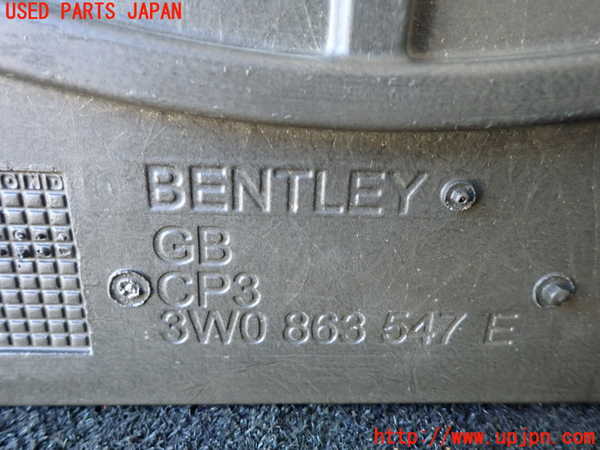 USED PARTS JAPAN
BENTLEY
GB
CP3
3W0 863 547 E
http://www.upjpn.com/